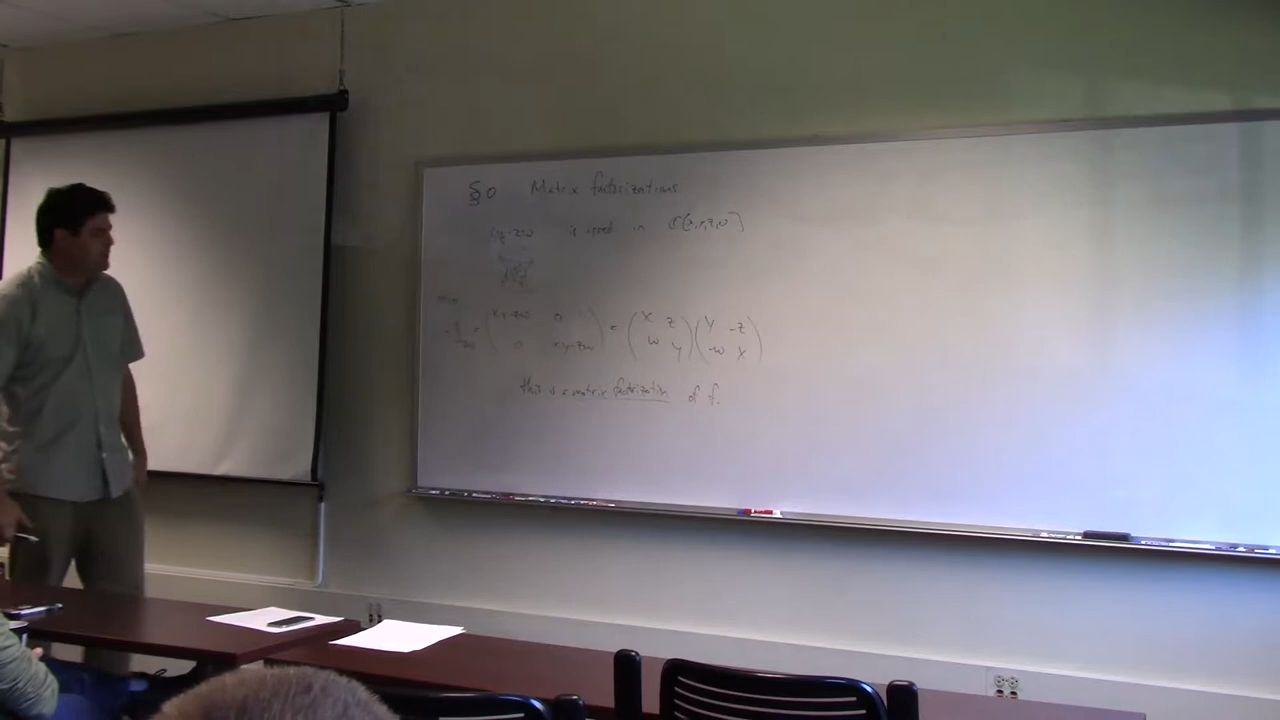 §0 Matrix factorizations
xy-zw is irred in ℂ[x,y,z,w]
= (xy-zw 0 0 xy-zw) = (x z w y)(y -z -w x)
this is a matrix factorization of f.